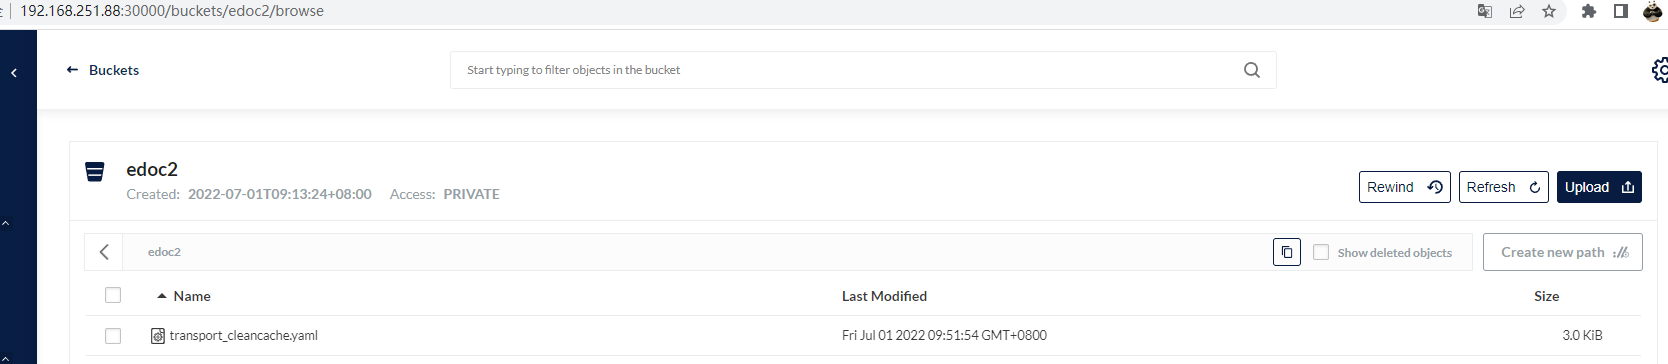 192.168.251.88:30000/buckets/edoc2/browse
Buckets
Start typing to filter objects in the bucket
edoc2
Created: 2022-07-01T09:13:24+08:00 Access: PRIVATE
Rewind Refresh Upload
edoc2 Show deleted objects Create new path
Name Last Modified Size
transport_cleancache.yaml Fri Jul 01 2022 09:51:54 GMT+0800 3.0 KiB